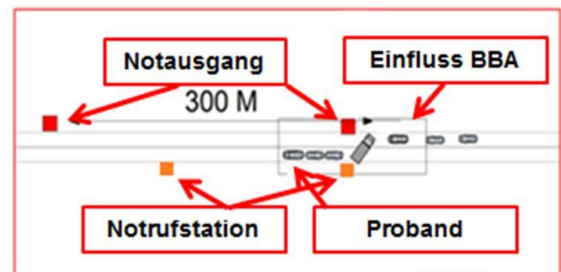 Notausgang
Einfluss BBA
300 M
Notrufstation
Proband